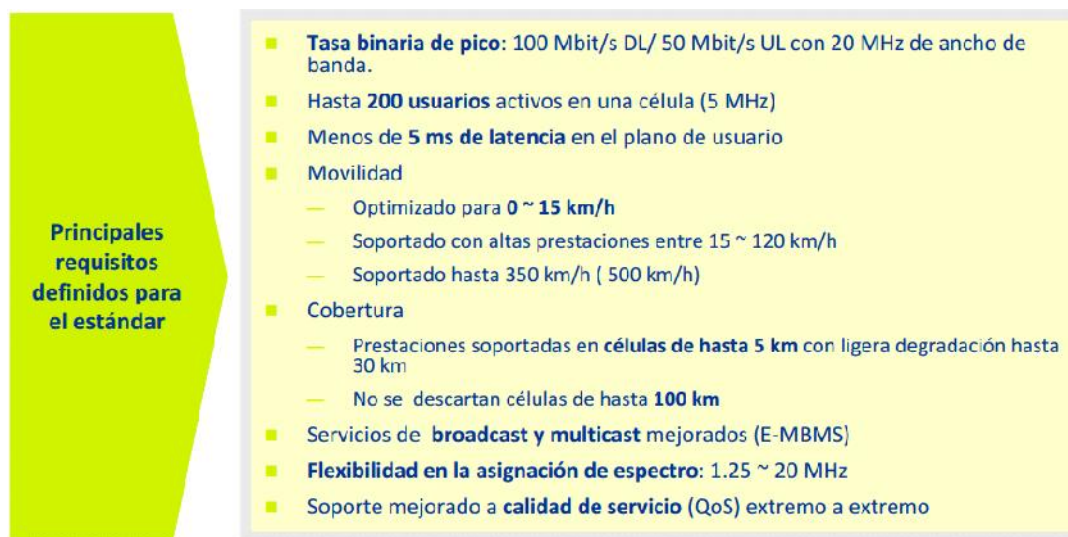 Principales
requisitos
definidos para
el estándar
Tasa binaria de pico: 100 Mbit/s DL/ 50 Mbit/s UL con 20 MHz de ancho de
banda.
Hasta 200 usuarios activos en una célula (5 MHz)
Menos de 5 ms de latencia en el plano de usuario
Movilidad
— Optimizado para 0 ~ 15 km/h
— Soportado con altas prestaciones entre 15 ~ 120 km/h
— Soportado hasta 350 km/h ( 500 km/h)
Cobertura
— Prestaciones soportadas en células de hasta 5 km con ligera degradación hasta
30 km
— No se descartan células de hasta 100 km
Servicios de broadcast y multicast mejorados (E-MBMS)
Flexibilidad en la asignación de espectro: 1.25 ~ 20 MHz
Soporte mejorado a calidad de servicio (QoS) extremo a extremo